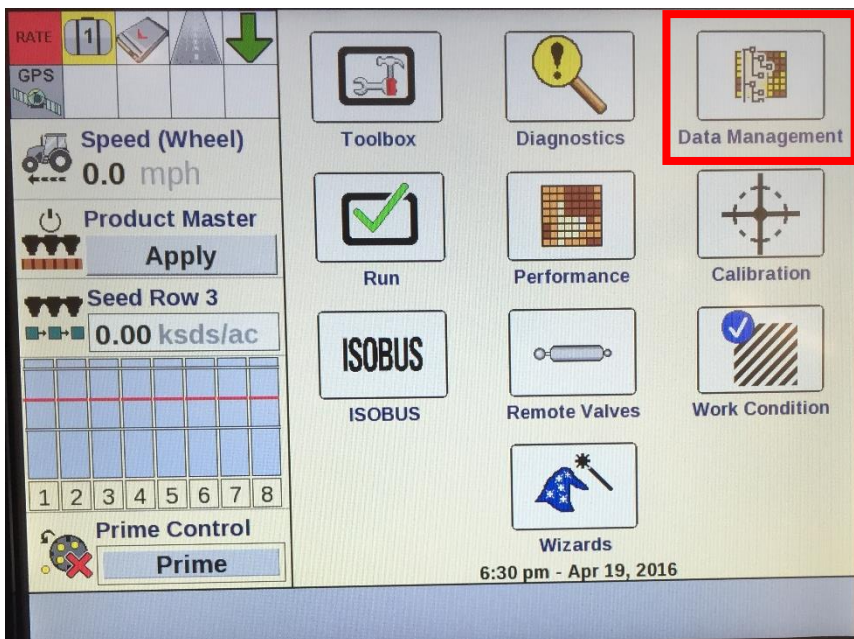 RATE
1
GPS
Speed (Wheel)
0.0 mph
Product Master
Apply
Seed Row 3
0.00 ksds/ac
1 2 3 4 5 6 7 8
Prime Control
Prime
Toolbox
Diagnostics
Data Management
Run
Performance
Calibration
ISOBUS
ISOBUS
Remote Valves
Work Condition
Wizards
6:30 pm - Apr 19, 2016